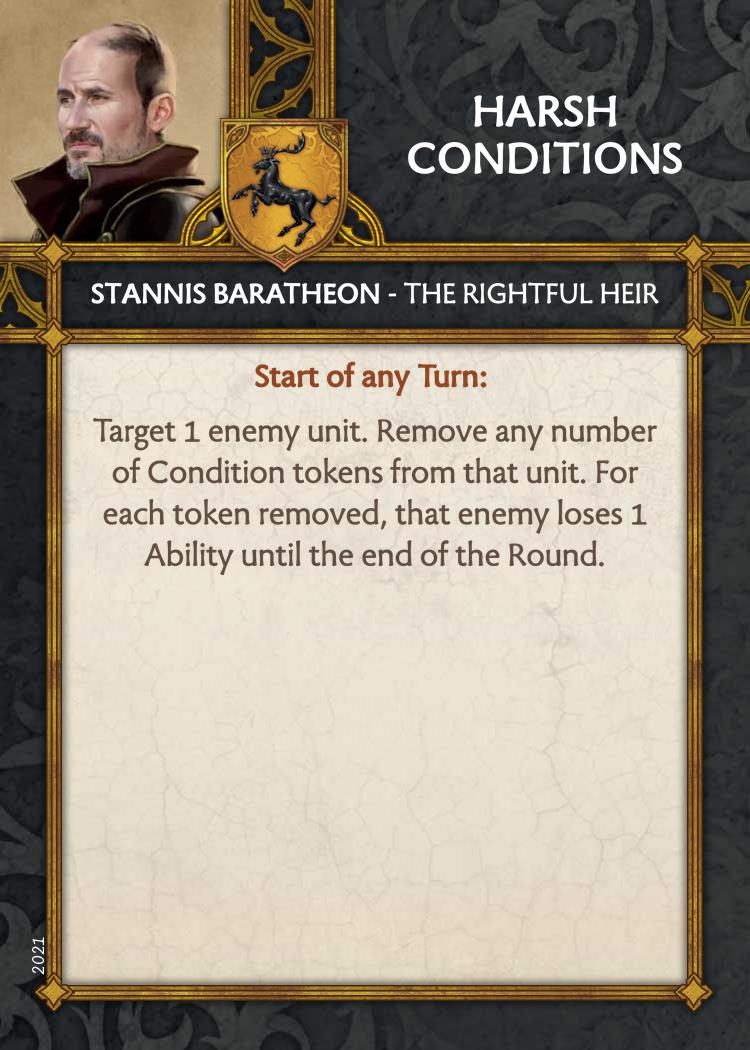 HARSH
CONDITIONS
STANNIS BARATHEON - THE RIGHTFUL HEIR
Start of any Turn:
Target 1 enemy unit. Remove any number
of Condition tokens from that unit. For
each token removed, that enemy loses 1
Ability until the end of the Round.
2021